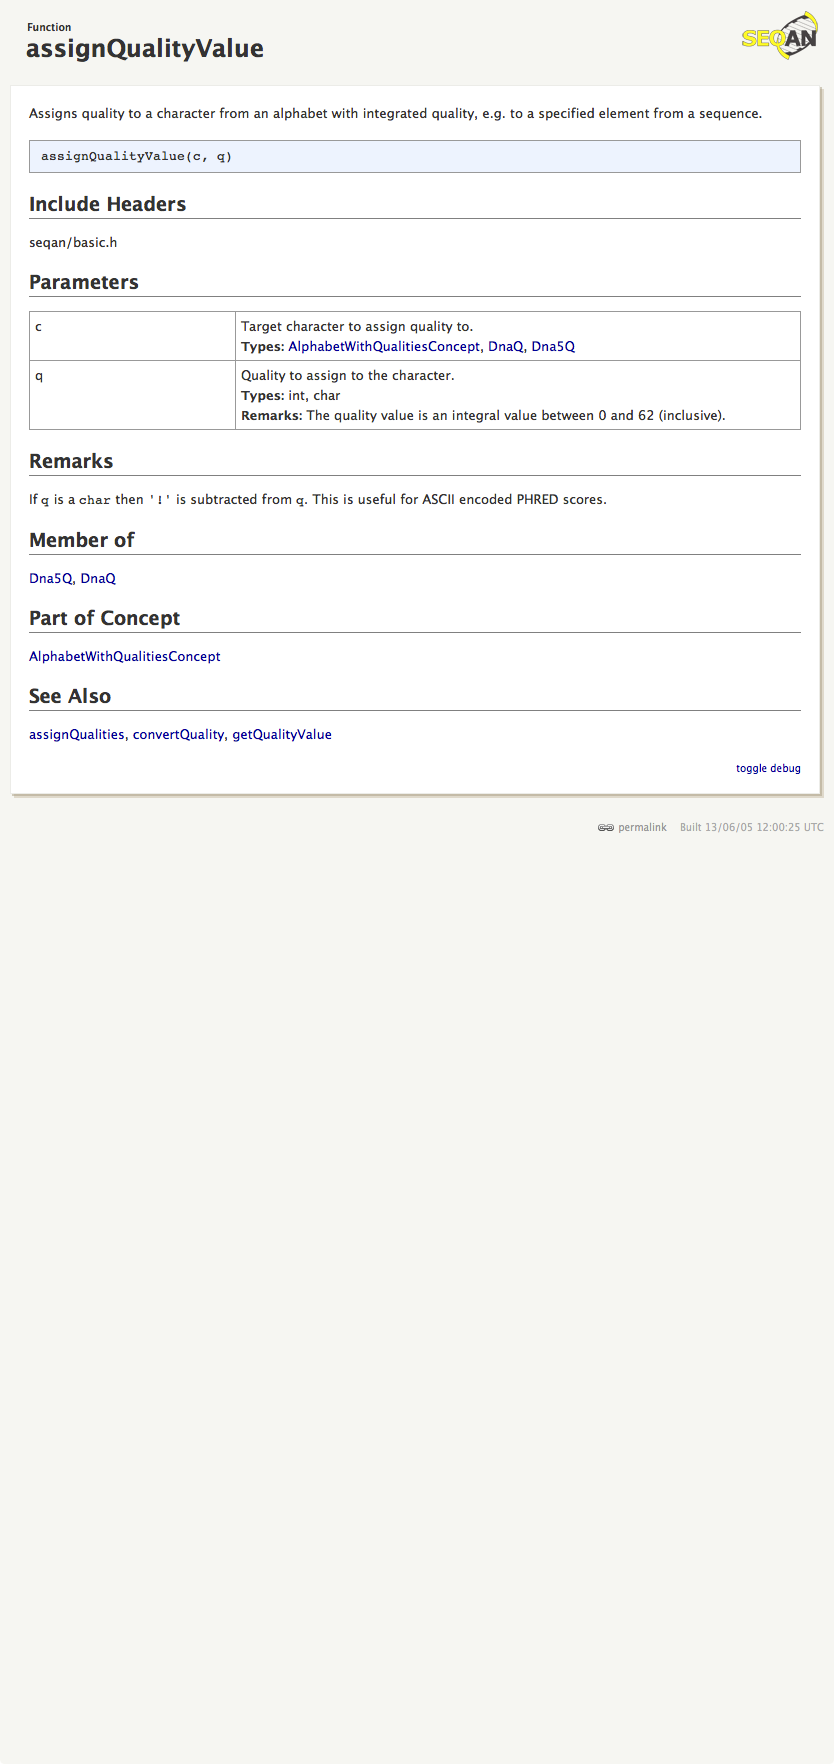 Function
assignQualityValue
SEQAN
Assigns quality to a character from an alphabet with integrated quality, e.g. to a specified element from a sequence.
assignQualityValue(c, q)
Include Headers
seqan/basic.h
Parameters
c
Target character to assign quality to.
Types: AlphabetWithQualitiesConcept, DnaQ, Dna5Q
q
Quality to assign to the character.
Types: int, char
Remarks: The quality value is an integral value between 0 and 62 (inclusive).
Remarks
If q is a char then '!' is subtracted from q. This is useful for ASCII encoded PHRED scores.
Member of
Dna5Q, DnaQ
Part of Concept
AlphabetWithQualitiesConcept
See Also
assignQualities, convertQuality, getQualityValue
toggle debug
permalink Built 13/06/05 12:00:25 UTC